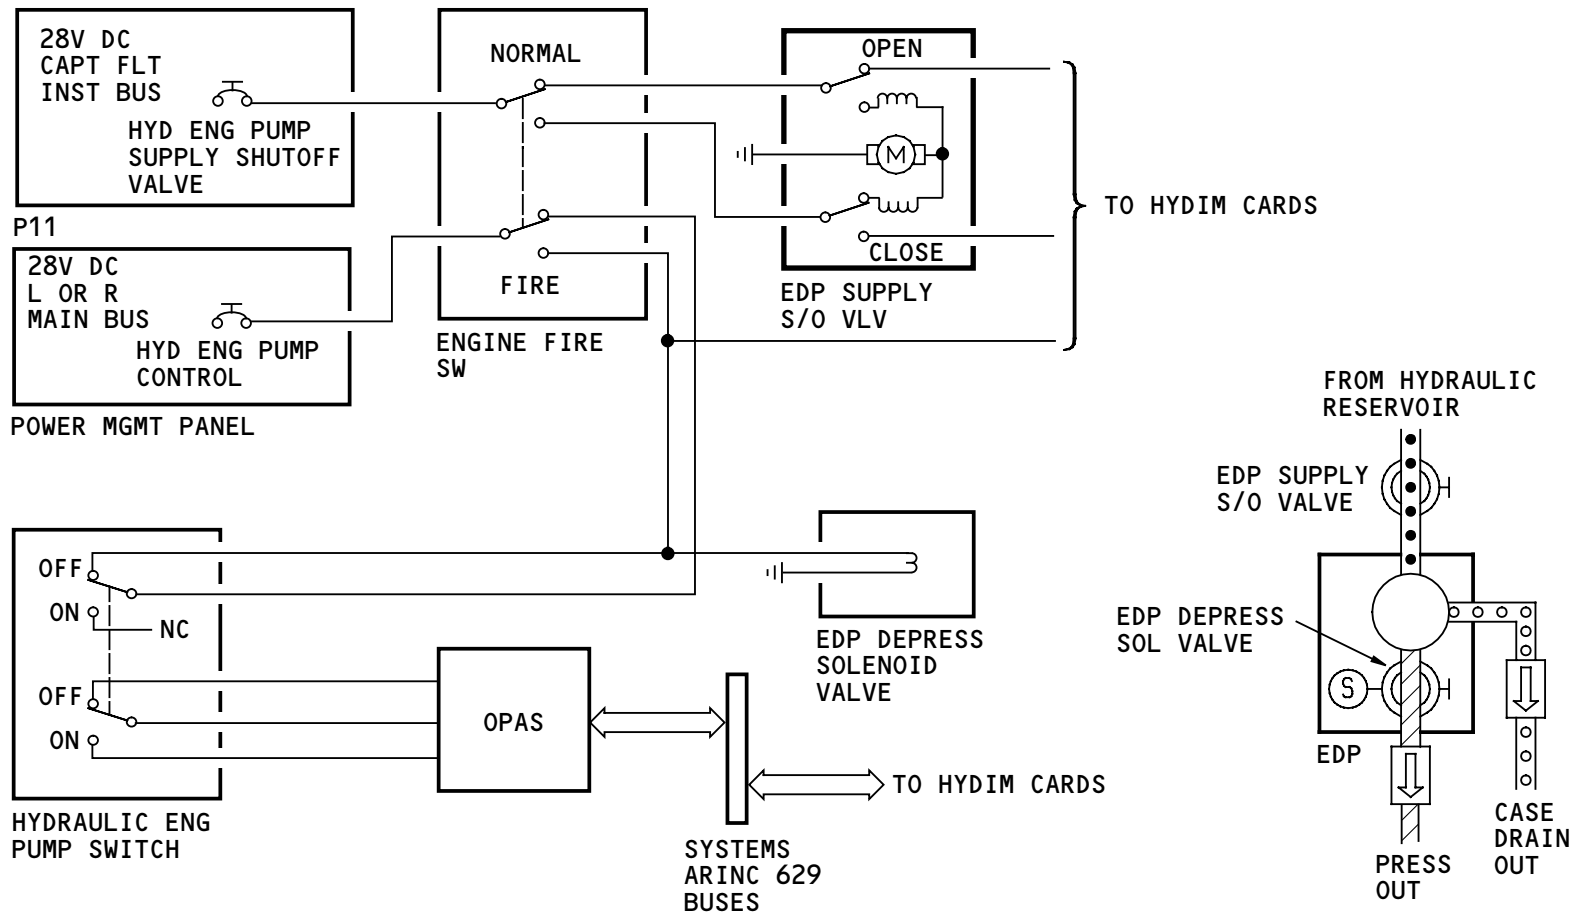 28V DC
CAPT FLT
INST BUS
HYD ENG PUMP
SUPPLY SHUTOFF
VALVE
P11
28V DC
L OR R
MAIN BUS
HYD ENG PUMP
CONTROL
POWER MGMT PANEL
NORMAL
FIRE
ENGINE FIRE
SW
OPEN
M
CLOSE
EDP SUPPLY
S/O VLV
TO HYDIM CARDS
OFF
ON
NC
OFF
ON
HYDRAULIC ENG
PUMP SWITCH
OPAS
EDP DEPRESS
SOLENOID
VALVE
TO HYDIM CARDS
SYSTEMS
ARINC 629
BUSES
FROM HYDRAULIC
RESERVOIR
EDP SUPPLY
S/O VALVE
EDP DEPRESS
SOL VALVE
S
EDP
PRESS
OUT
CASE
DRAIN
OUT